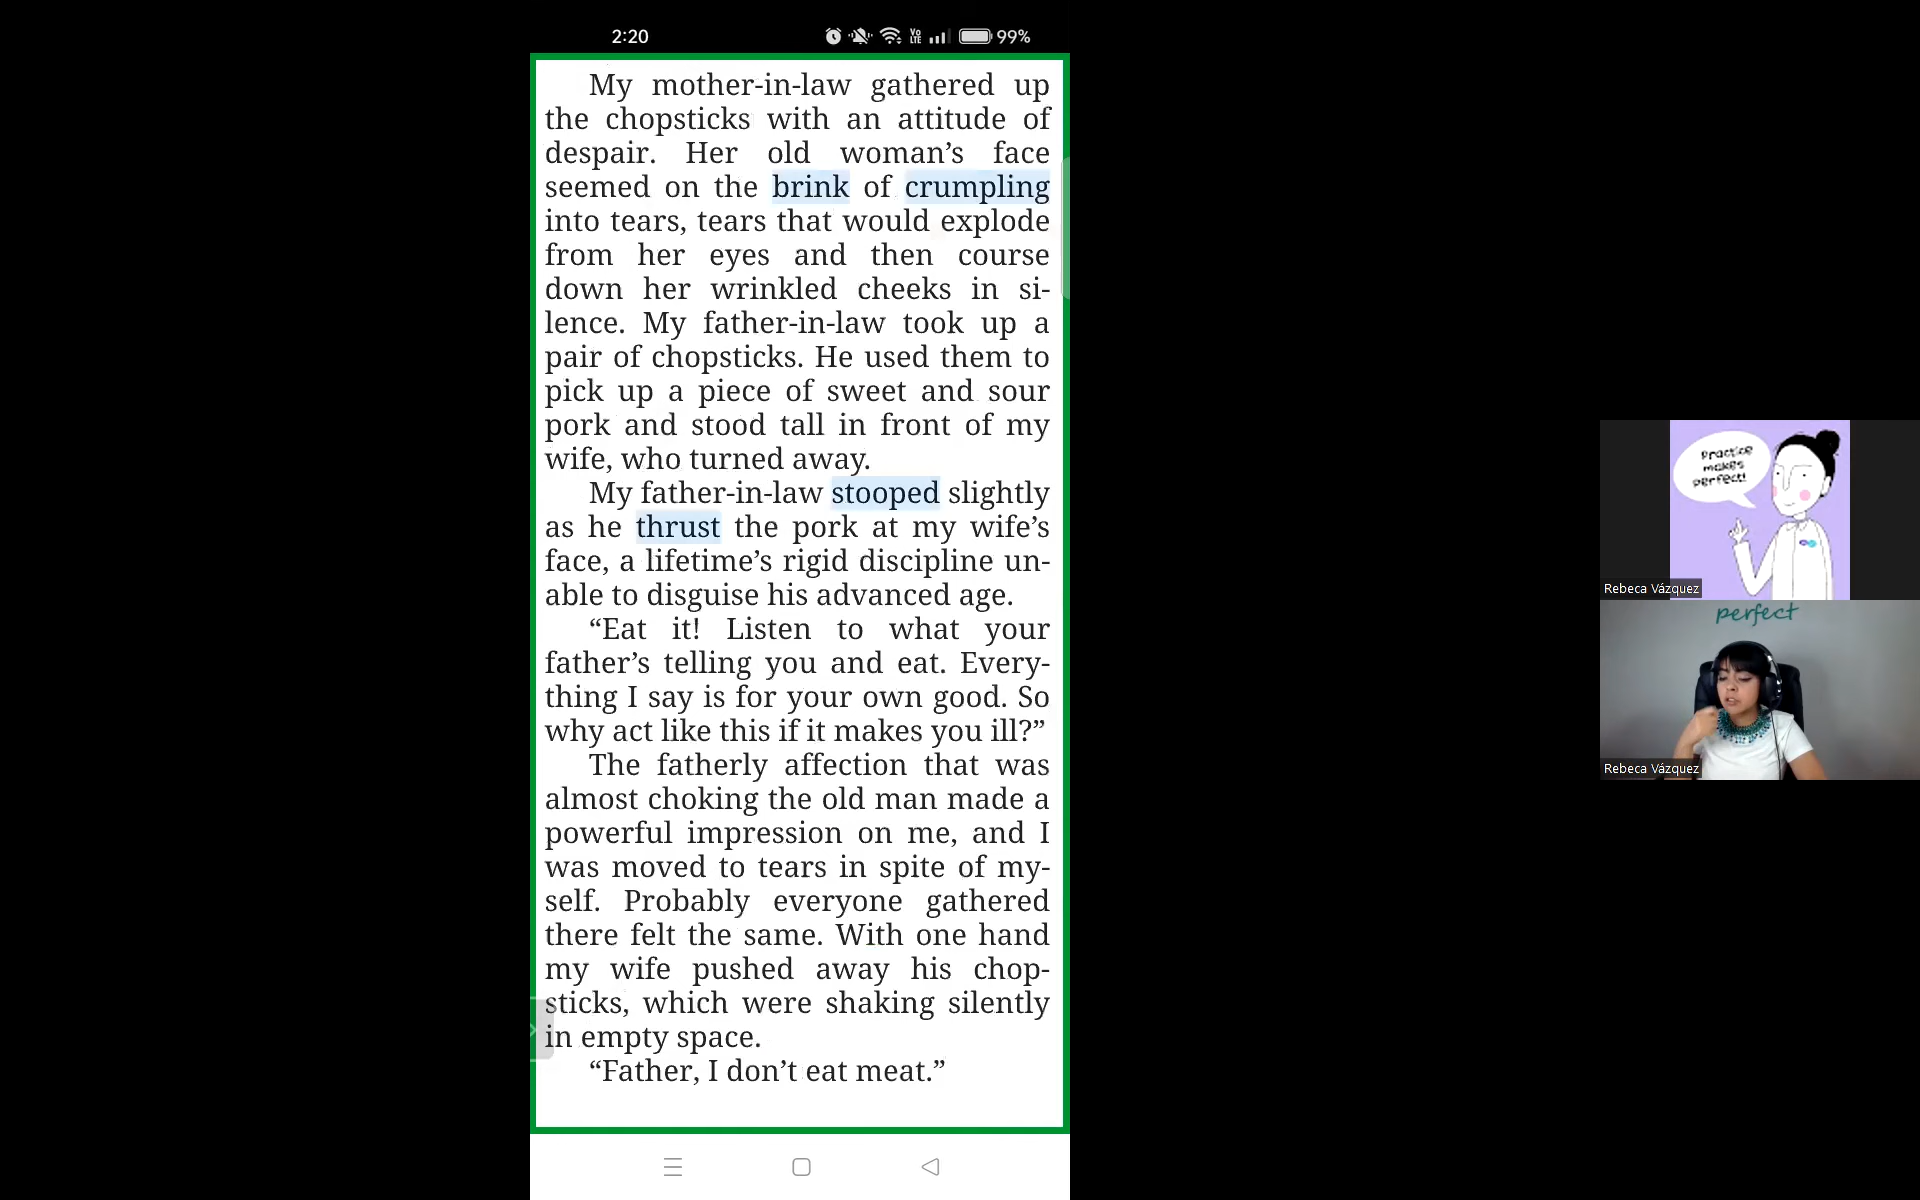 2:20
Vo
LTE
99%
My mother-in-law gathered up
the chopsticks with an attitude of
despair. Her old woman’s face
seemed on the brink of crumpling
into tears, tears that would explode
from her eyes and then course
down her wrinkled cheeks in si-
lence. My father-in-law took up a
pair of chopsticks. He used them to
pick up a piece of sweet and sour
pork and stood tall in front of my
wife, who turned away.
My father-in-law stooped slightly
as he thrust the pork at my wife’s
face, a lifetime’s rigid discipline un-
able to disguise his advanced age.
“Eat it! Listen to what your
father’s telling you and eat. Every-
thing I say is for your own good. So
why act like this if it makes you ill?”
The fatherly affection that was
almost choking the old man made a
powerful impression on me, and I
was moved to tears in spite of my-
self. Probably everyone gathered
there felt the same. With one hand
my wife pushed away his chop-
sticks, which were shaking silently
in empty space.
“Father, I don’t eat meat.”
Practice
makes
perfect!
Rebeca Vázquez
perfect
Rebeca Vázquez